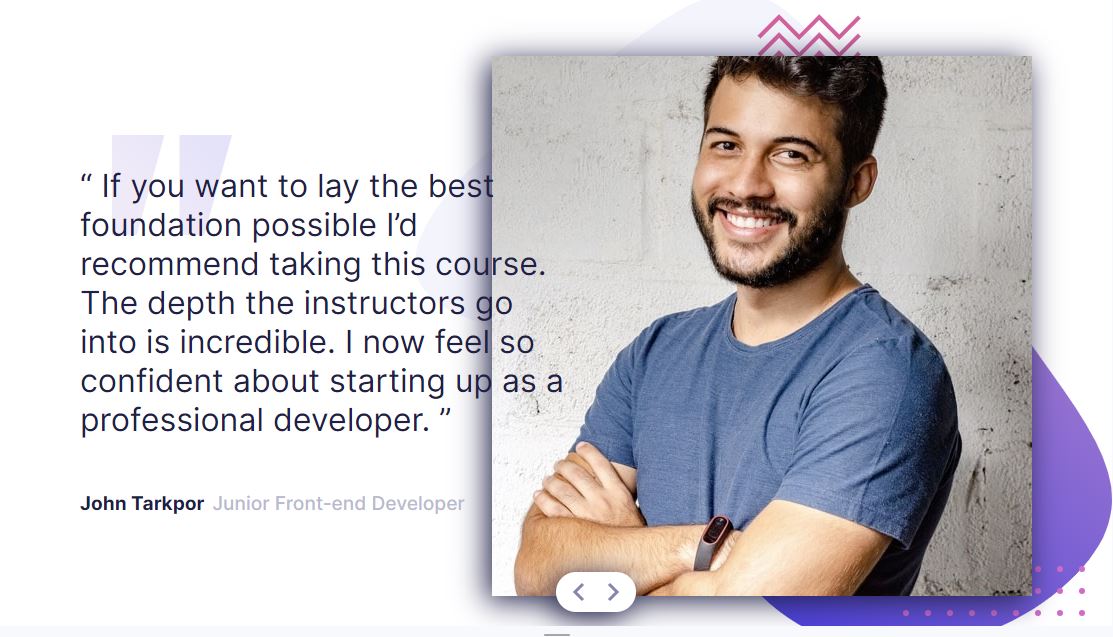 “ If you want to lay the best
foundation possible I’d
recommend taking this course.
The depth the instructors go
into is incredible. I now feel so
confident about starting up as a
professional developer. ”
John Tarkpor Junior Front-end Developer